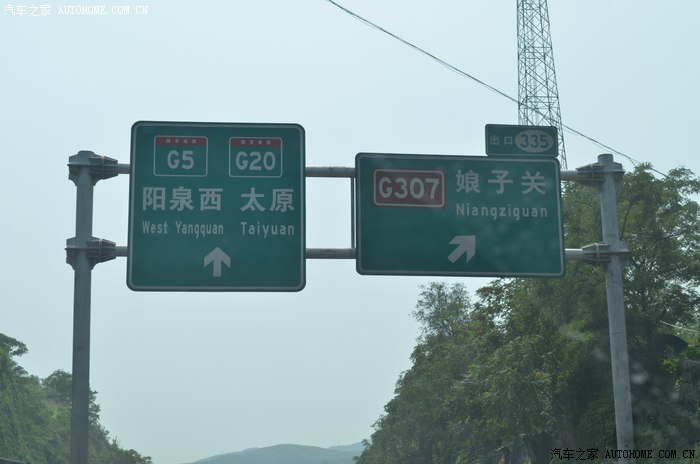 汽车之家 AUTOHOME.COM.CN
G5 G20
阳泉西 太原
West Yangquan Taiyuan
出口 335
G307 娘子关
Niangziguan
汽车之家 AUTOHOME.COM.CN